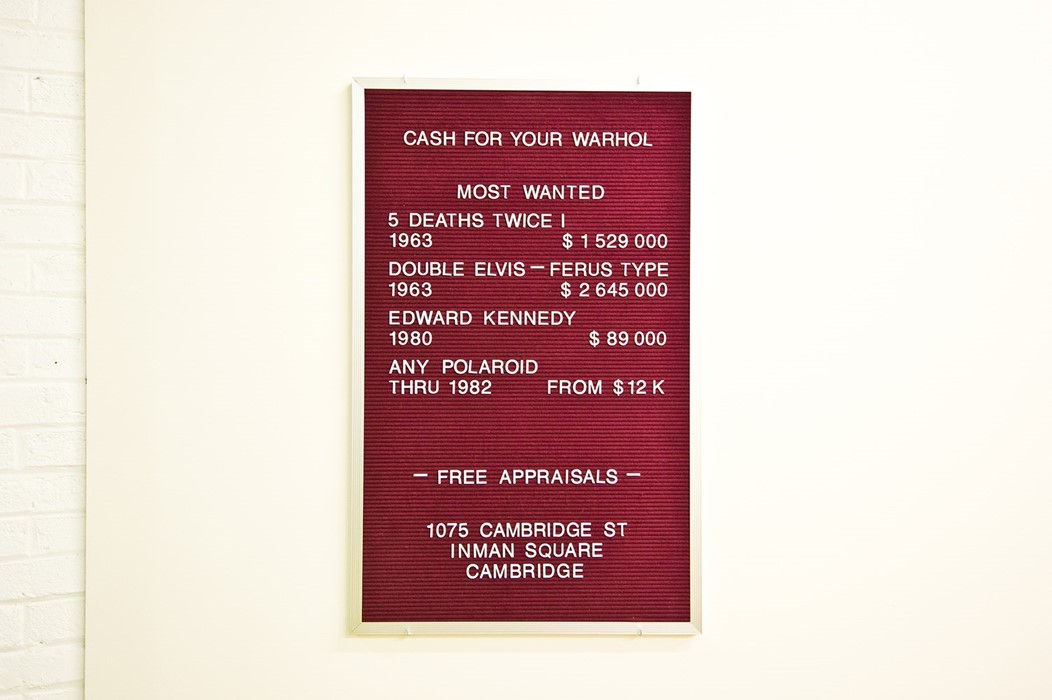 CASH FOR YOUR WARHOL
MOST WANTED
5 DEATHS TWICE I
1963 $ 1 529 000
DOUBLE ELVIS – FERUS TYPE
1963 $ 2 645 000
EDWARD KENNEDY
1980 $ 89 000
ANY POLAROID
THRU 1982 FROM $ 12 K
– FREE APPRAISALS –
1075 CAMBRIDGE ST
INMAN SQUARE
CAMBRIDGE